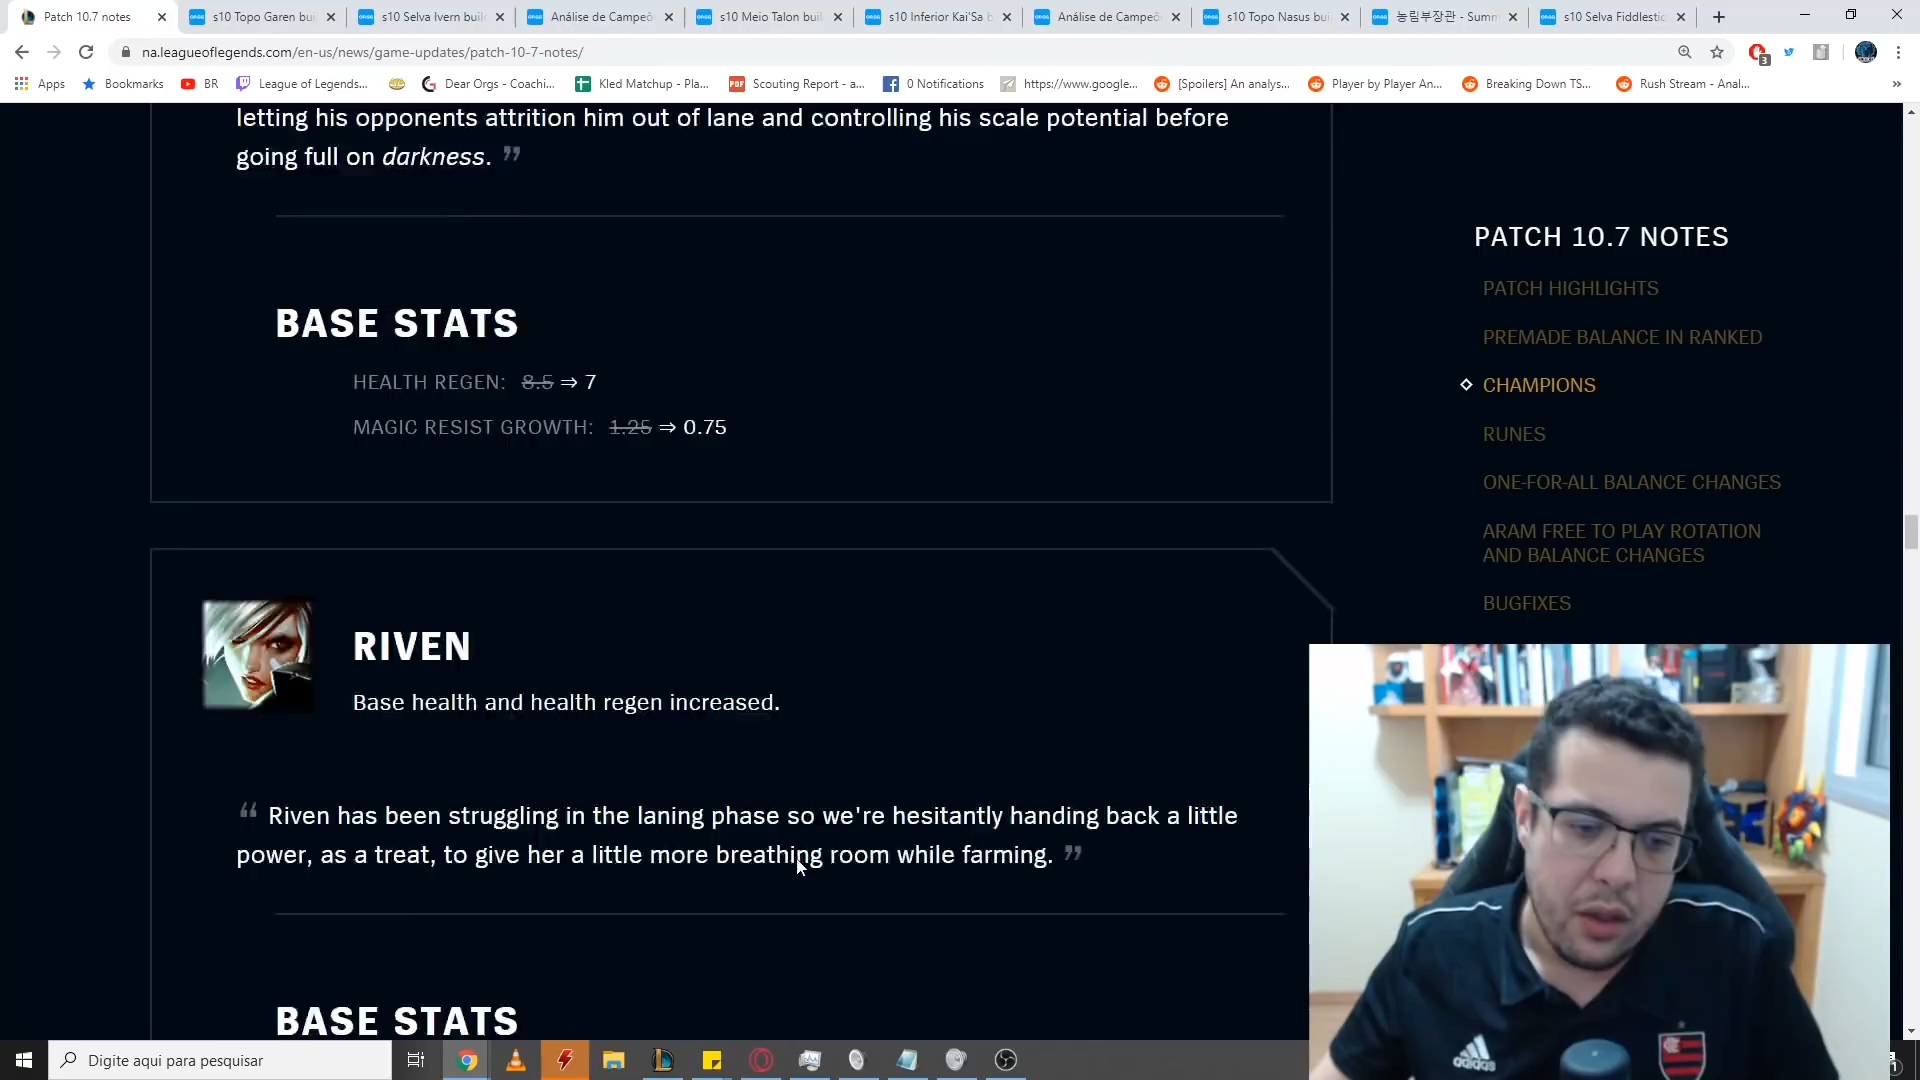 Patch 10.7 notes
s10 Topo Garen bui
s10 Selva Ivern buil
Análise de Campeõ
s10 Meio Talon buil
s10 Inferior Kai'Sa b
Análise de Campeõ
s10 Topo Nasus bui
농림부장관 - Summ
s10 Selva Fiddlestic
na.leagueoflegends.com/en-us/news/game-updates/patch-10-7-notes/
3
Apps
Bookmarks
BR
League of Legends...
Dear Orgs - Coachi...
Kled Matchup - Pla...
Scouting Report - a...
0 Notifications
https://www.google...
[Spoilers] An analys...
Player by Player An...
Breaking Down TS...
Rush Stream - Anal...
»
letting his opponents attrition him out of lane and controlling his scale potential before
going full on darkness. ”
BASE STATS
HEALTH REGEN: 8.5 ⇒ 7
MAGIC RESIST GROWTH: 1.25 ⇒ 0.75
RIVEN
Base health and health regen increased.
“ Riven has been struggling in the laning phase so we're hesitantly handing back a little
power, as a treat, to give her a little more breathing room while farming. ”
BASE STATS
PATCH 10.7 NOTES
PATCH HIGHLIGHTS
PREMADE BALANCE IN RANKED
CHAMPIONS
RUNES
ONE-FOR-ALL BALANCE CHANGES
ARAM FREE TO PLAY ROTATION
AND BALANCE CHANGES
BUGFIXES
adidas
Digite aqui para pesquisar